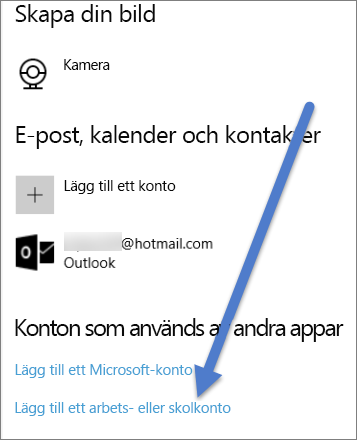 Skapa din bild
Kamera
E-post, kalender och kontakter
Lägg till ett konto
@hotmail.com
Outlook
Konton som används av andra appar
Lägg till ett Microsoft-konto
Lägg till ett arbets- eller skolkonto